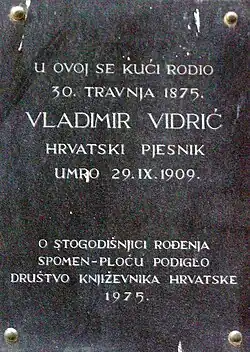 U OVOJ SE KUĆI RODIO
30. TRAVNJA 1875.
VLADIMIR VIDRIĆ
HRVATSKI PJESNIK
UMRO 29.IX.1909.
O STOGODIŠNJICI ROĐENJA
SPOMEN-PLOČU PODIGLO
DRUŠTVO KNJIŽEVNIKA HRVATSKE
1975.